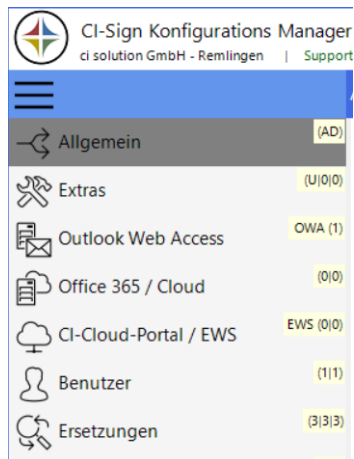 CI-Sign Konfigurations Manager
ci solution GmbH - Remlingen | Support
Allgemein (AD)
Extras (U|0|0)
Outlook Web Access OWA (1)
Office 365 / Cloud (0|0)
CI-Cloud-Portal / EWS EWS (0|0)
Benutzer (1|1)
Ersetzungen (3|3|3)